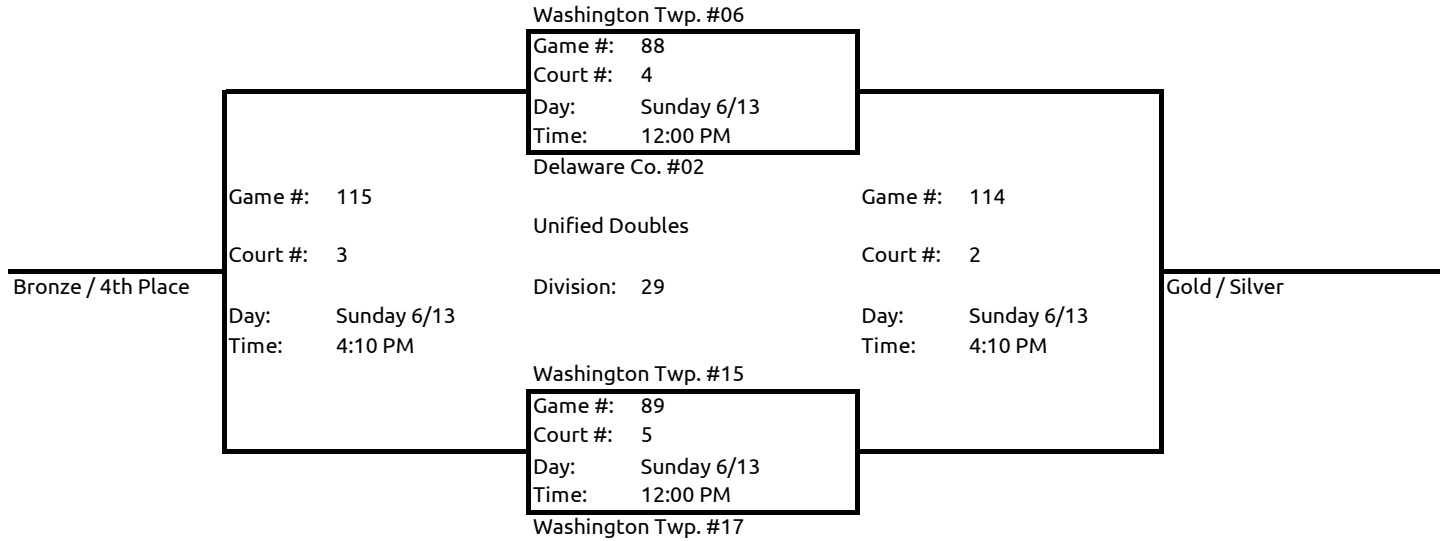 Washington Twp. #06
Game #: 88
Court #: 4
Day: Sunday 6/13
Time: 12:00 PM
Delaware Co. #02
Game #: 115
Game #: 114
Unified Doubles
Court #: 3
Court #: 2
Bronze / 4th Place
Division: 29
Gold / Silver
Day: Sunday 6/13
Day: Sunday 6/13
Time: 4:10 PM
Time: 4:10 PM
Washington Twp. #15
Game #: 89
Court #: 5
Day: Sunday 6/13
Time: 12:00 PM
Washington Twp. #17